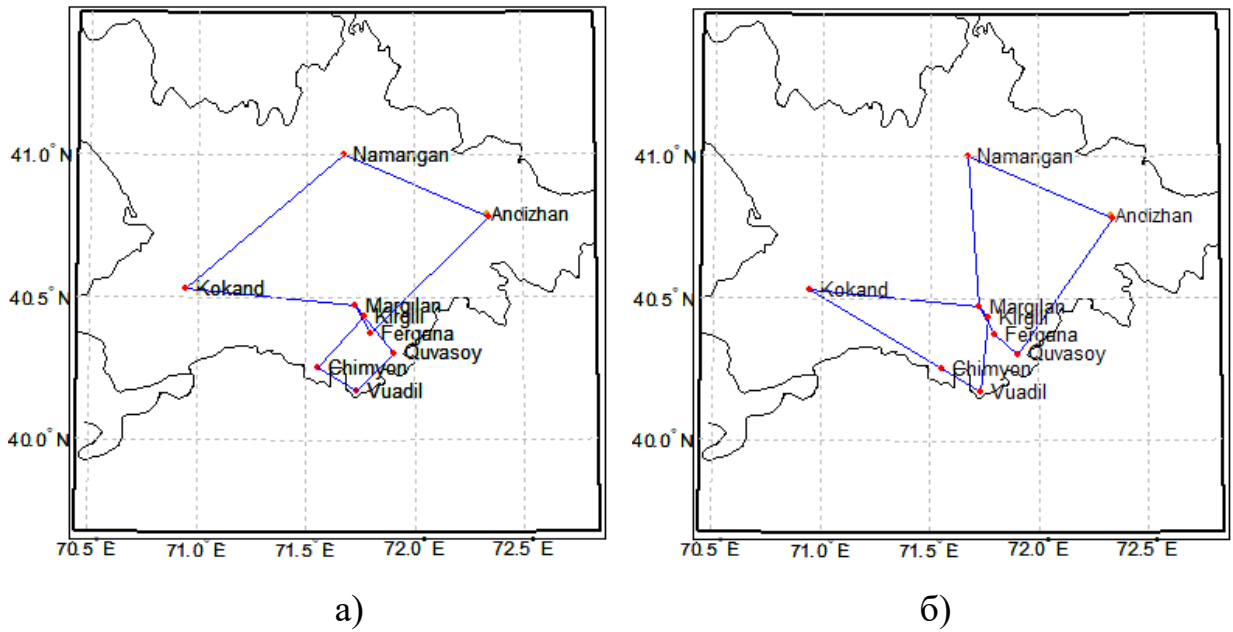 41.0° N
40.5° N
40.0° N
Namangan
Andizhan
Kokand
Margilan
Kirgili
Fergana
Quvasoy
Chimyon
Vuadil
70.5° E 71.0° E 71.5° E 72.0° E 72.5° E
а)
41.0° N
40.5° N
40.0° N
Namangan
Andizhan
Kokand
Margilan
Kirgili
Fergana
Quvasoy
Chimyon
Vuadil
70.5° E 71.0° E 71.5° E 72.0° E 72.5° E
б)